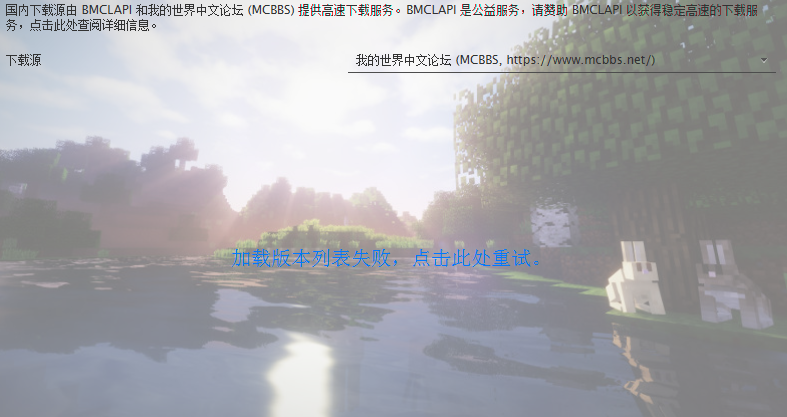 国内下载源由 BMCLAPI 和我的世界中文论坛 (MCBBS) 提供高速下载服务。BMCLAPI 是公益服务，请赞助 BMCLAPI 以获得稳定高速的下载服
务，点击此处查阅详细信息。
下载源 我的世界中文论坛 (MCBBS, https://www.mcbbs.net/)
加载版本列表失败，点击此处重试。